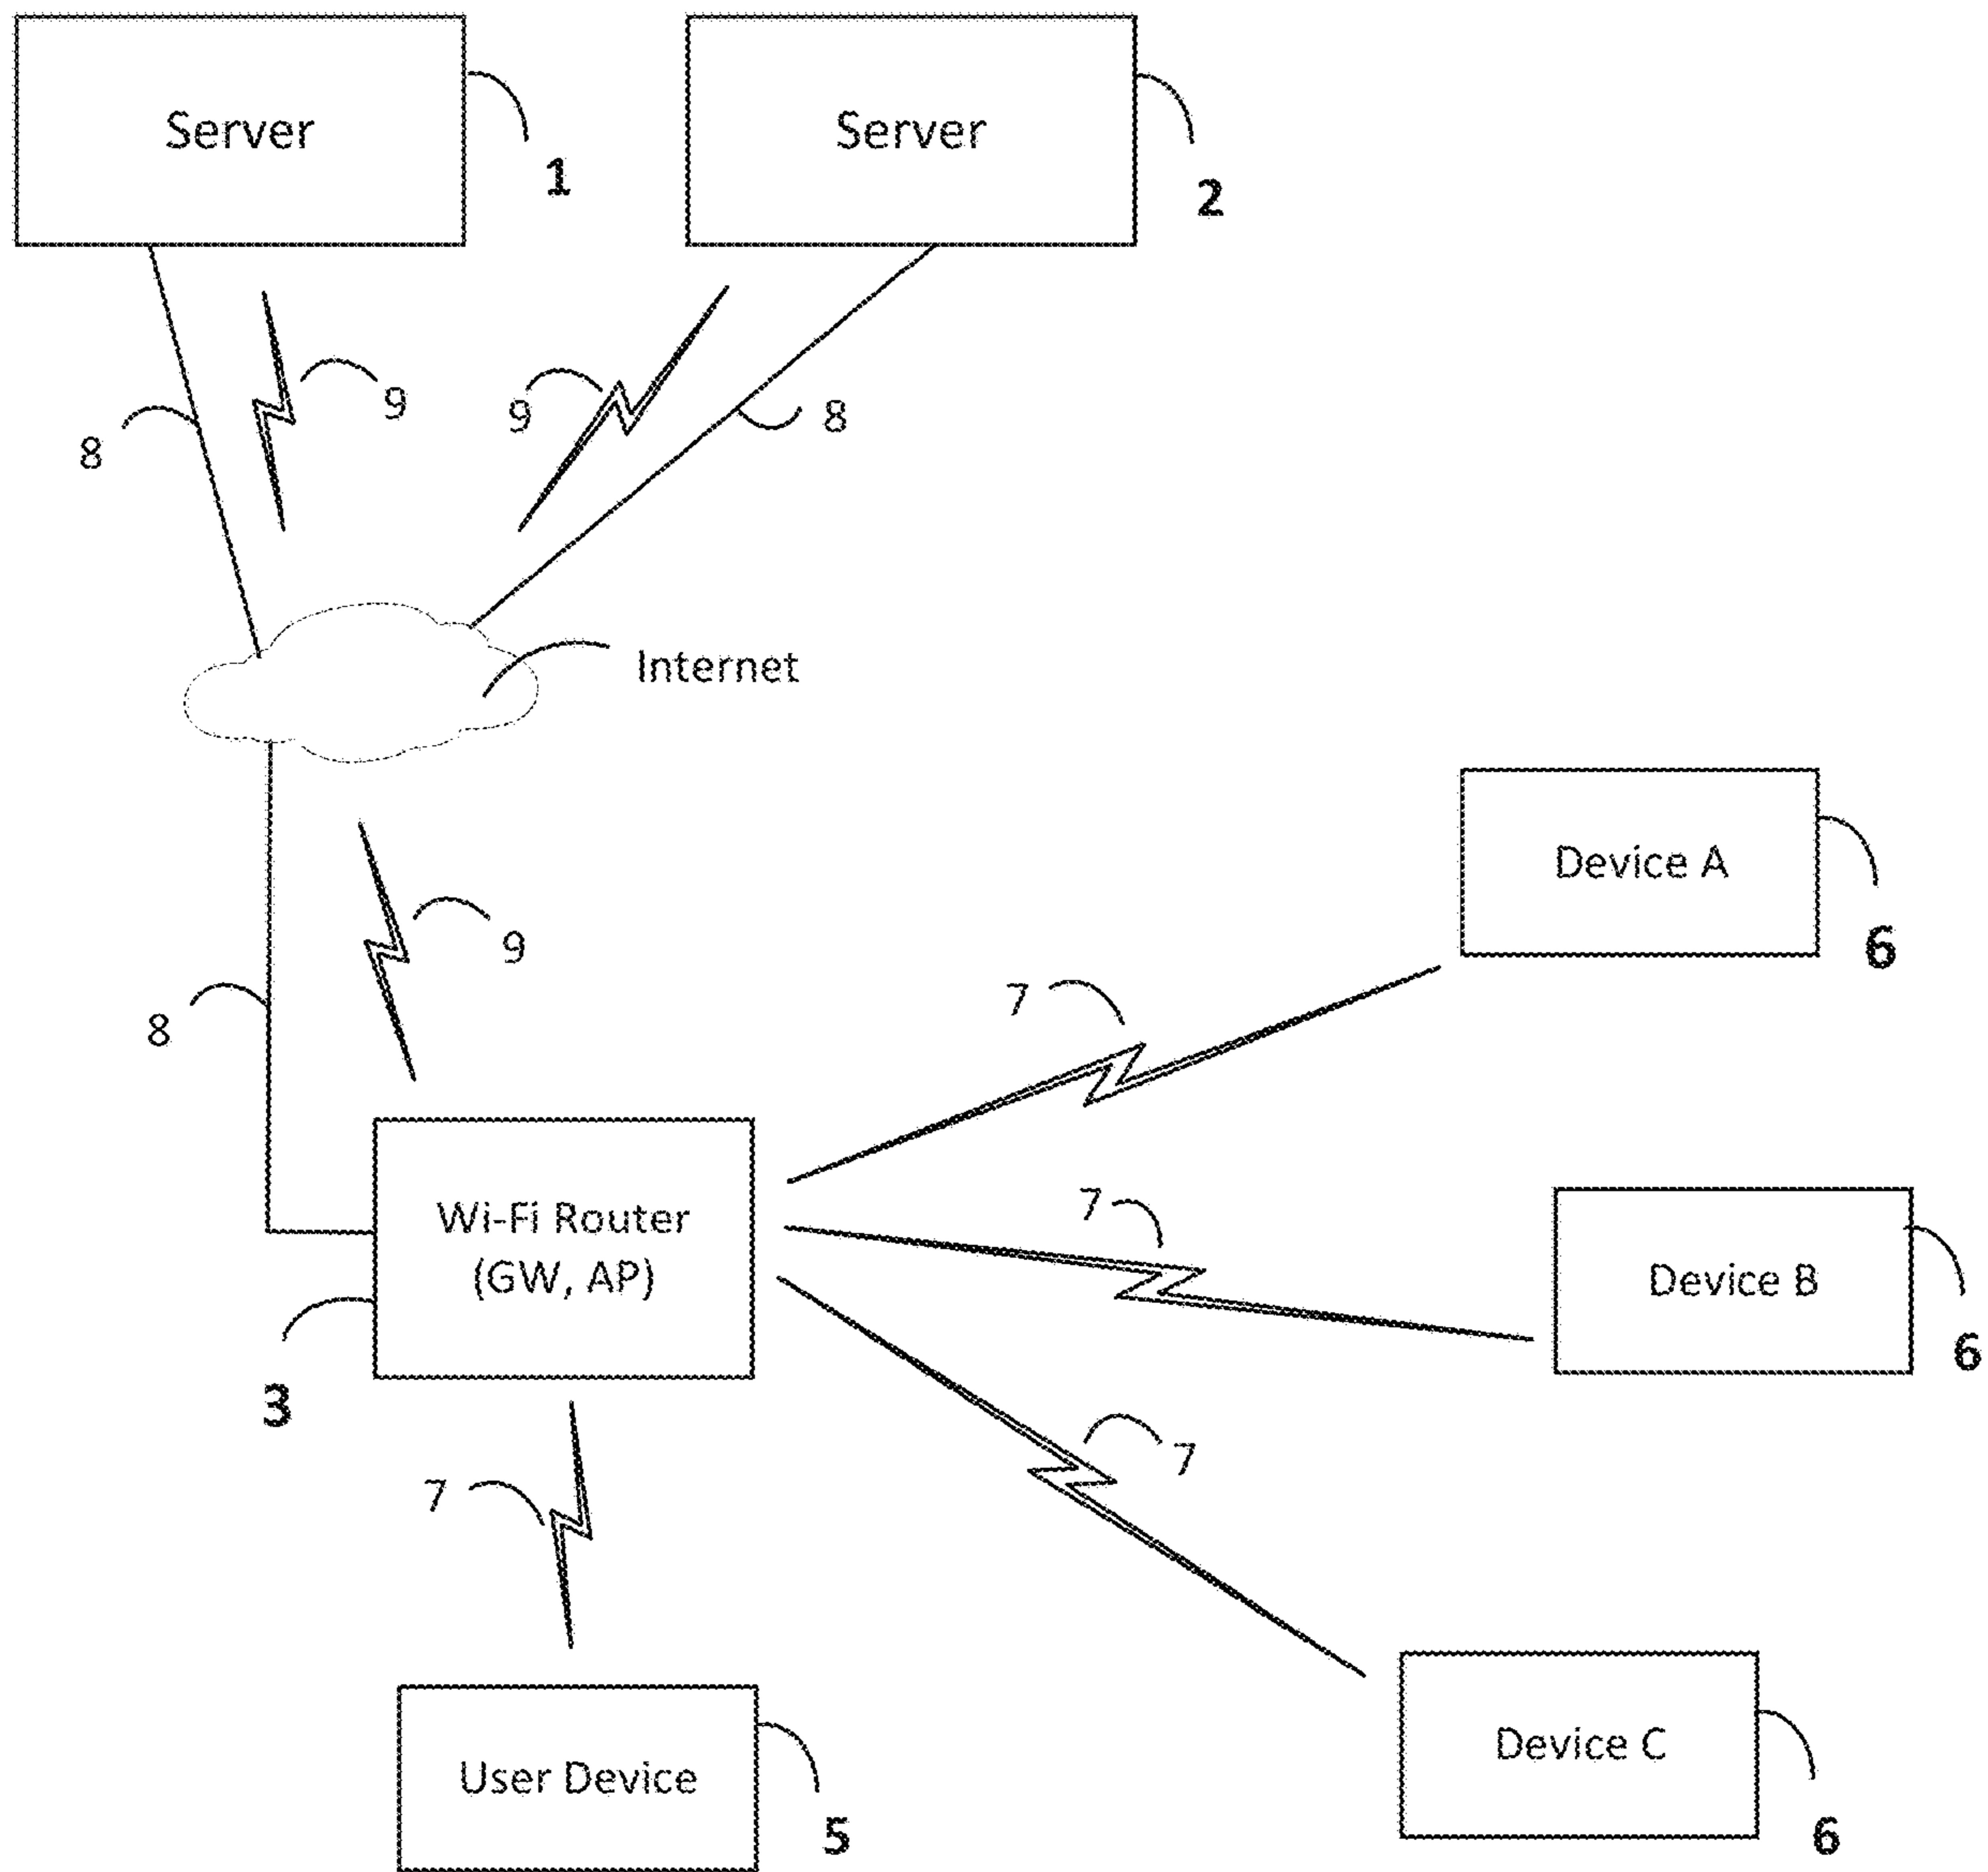 Server
1
Server
2
8
9
9
8
Internet
8
9
Device A
6
7
Wi-Fi Router
(GW, AP)
3
7
Device B
6
7
7
User Device
5
Device C
6